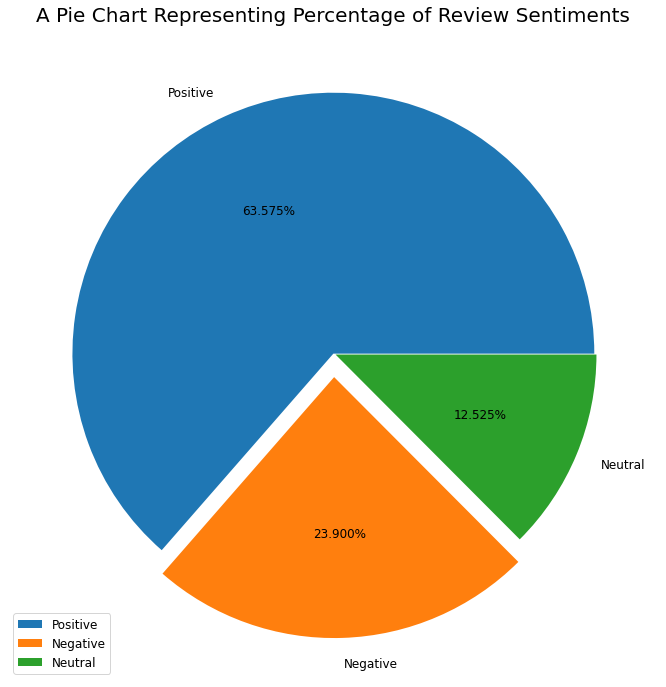 A Pie Chart Representing Percentage of Review Sentiments
Positive
63.575%
12.525%
Neutral
23.900%
Negative
Positive
Negative
Neutral